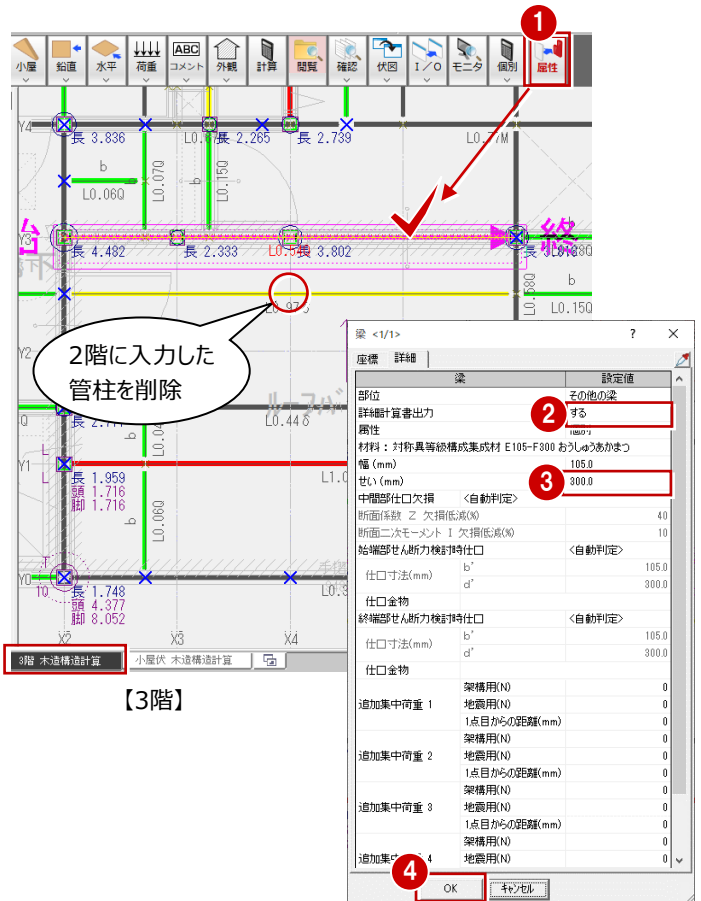 1
小屋 鉛直 水平 荷重 コメント 外観 計算 閲覧 確認 伏図 I/O モニタ 個別 属性
ABC
Y4 長 3.836 長 2.265 長 2.739 L0.77M
b
L0.06Q L0.07Q b L0.15Q
Y3 長 4.482 長 2.333 長 3.802 終
b
L0.15Q
2階に入力した
管柱を削除
Y2
L0.44δ
Y1
L 長 1.959
L 頭 1.716
脚 1.716
b L0.06Q
Y0
T
10 長 1.748
頭 4.377
脚 8.052
X2 X3 X4
3階 木造構造計算 小屋伏 木造構造計算
【3階】
梁 <1/1> ? ×
座標 詳細
梁 設定値
部位 その他の梁
詳細計算書出力 2 する
属性
材料：対称異等級構成集成材 E105-F300 おうしゅうあかまつ
幅(mm) 105.0
せい(mm) 3 300.0
中間部仕口欠損 <自動判定>
断面係数 Z 欠損低減(%) 40
断面二次モーメント I 欠損低減(%) 10
始端部せん断力検討時仕口 <自動判定>
仕口寸法(mm) b' 105.0
d' 300.0
仕口金物
終端部せん断力検討時仕口 <自動判定>
仕口寸法(mm) b' 105.0
d' 300.0
仕口金物
架構用(N) 0
追加集中荷重 1 地震用(N) 0
1点目からの距離(mm) 0
架構用(N) 0
追加集中荷重 2 地震用(N) 0
1点目からの距離(mm) 0
架構用(N) 0
追加集中荷重 3 地震用(N) 0
1点目からの距離(mm) 0
架構用(N) 0
4 地震用(N) 0
4
OK キャンセル